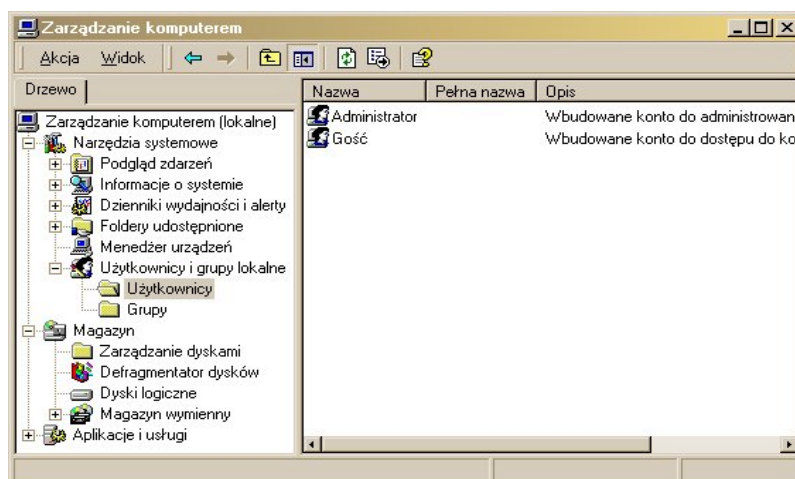 Zarządzanie komputerem
Akcja Widok
Drzewo
Zarządzanie komputerem (lokalne)
Narzędzia systemowe
Podgląd zdarzeń
Informacje o systemie
Dzienniki wydajności i alerty
Foldery udostępnione
Menedżer urządzeń
Użytkownicy i grupy lokalne
Użytkownicy
Grupy
Magazyn
Zarządzanie dyskami
Defragmentator dysków
Dyski logiczne
Magazyn wymienny
Aplikacje i usługi
Nazwa Pełna nazwa Opis
Administrator Wbudowane konto do administrowan
Gość Wbudowane konto do dostępu do ko